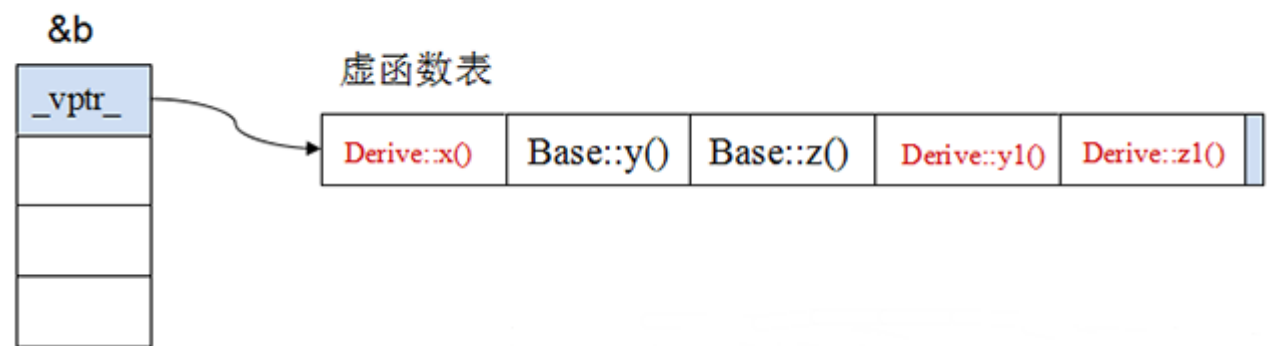 &b
虚函数表
_vptr_
Derive::x() Base::y() Base::z() Derive::y1() Derive::z1()